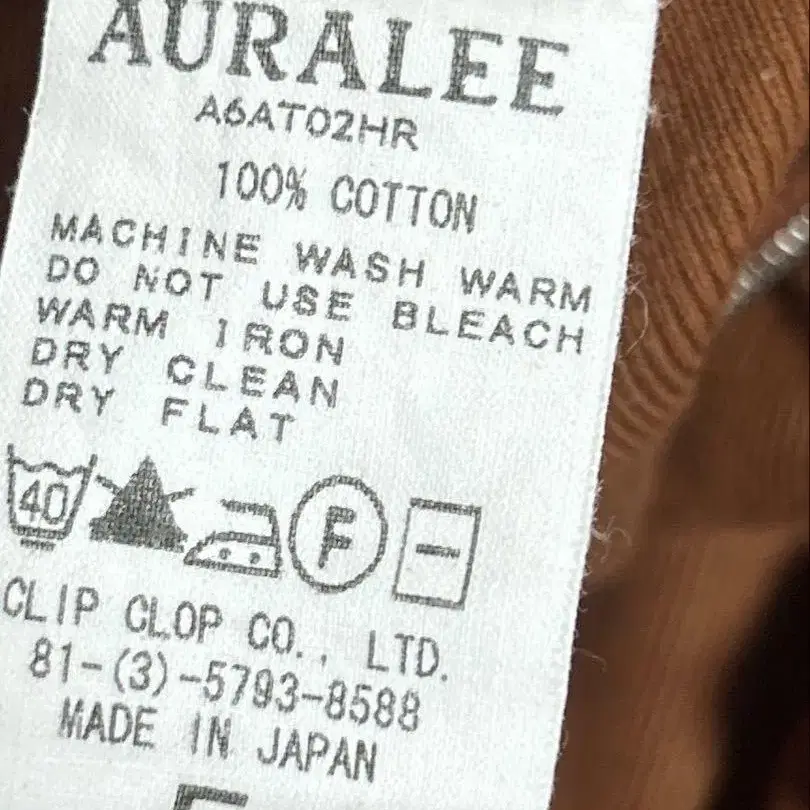 AURALEE
A6AT02HR
100% COTTON
MACHINE WASH WARM
DO NOT USE BLEACH
WARM IRON
DRY CLEAN
DRY FLAT
40
F
CLIP CLOP CO., LTD.
81-(3)-5793-8588
MADE IN JAPAN